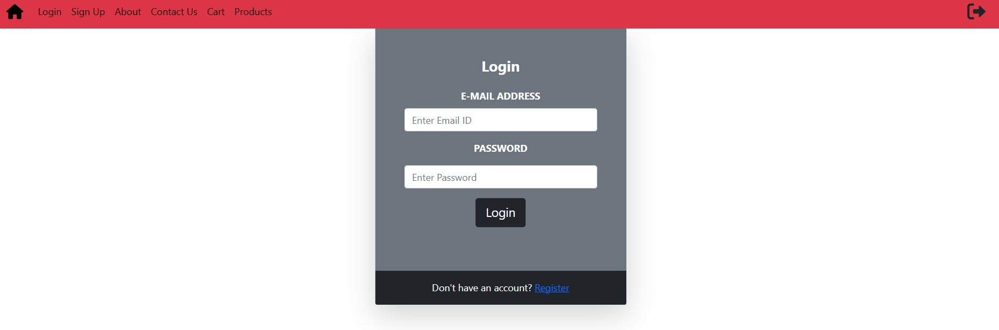 Login Sign Up About Contact Us Cart Products
Login
E-MAIL ADDRESS
Enter Email ID
PASSWORD
Enter Password
Login
Don't have an account? Register